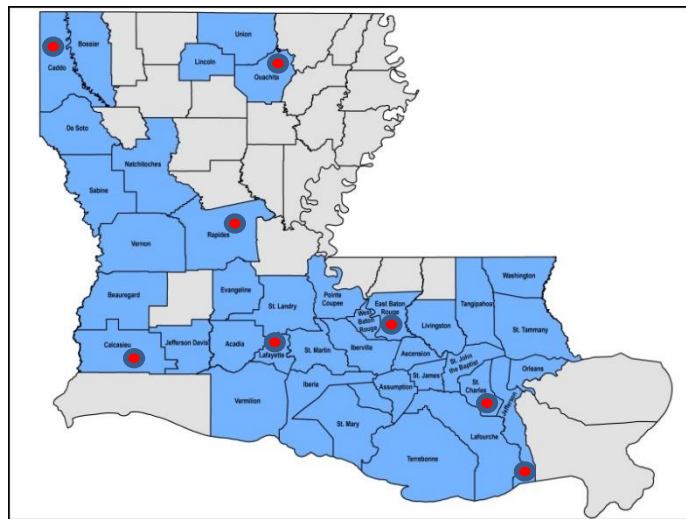 Union
Bossier
Lincoln
Caddo
Ouachita
De Soto
Natchitoches
Sabine
Rapides
Vernon
Washington
Evangeline
Beauregard
Pointe
Coupee
East Baton
Rouge
Tangipahoa
St. Landry
West
Baton
Rouge
Livingston
St. Tammany
Calcasieu
Jefferson Davis
Acadia
Lafayette
St. Martin
Iberville
Ascension
St. John
the Baptist
St. James
Orleans
Assumption
St.
Charles
Jefferson
Iberia
Vermilion
St. Mary
Lafourche
Terrebonne